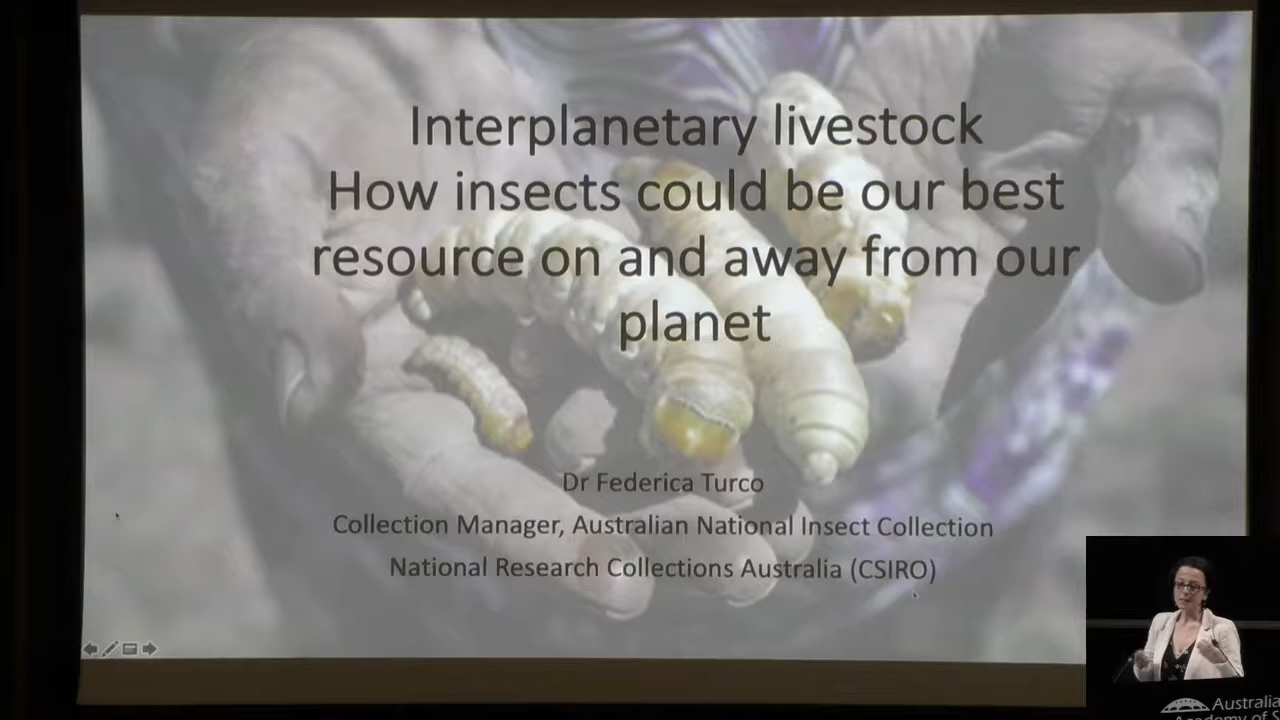 Interplanetary livestock
How insects could be our best
resource on and away from our
planet
Dr Federica Turco
Collection Manager, Australian National Insect Collection
National Research Collections Australia (CSIRO)
Australia